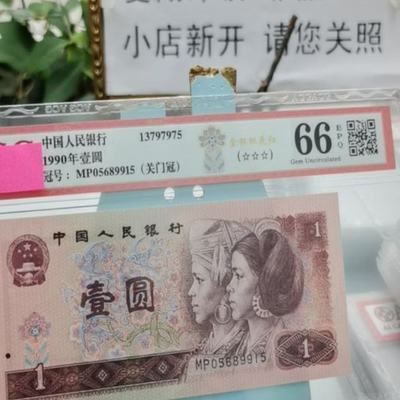 小店新开 请您关照
中国人民银行 13797975
1990年壹圆
冠号: MP05689915 (关门冠)
(☆☆☆)
66 EPQ
Gem Uncirculated
中国人民银行
壹圆
1
MP05689915
1